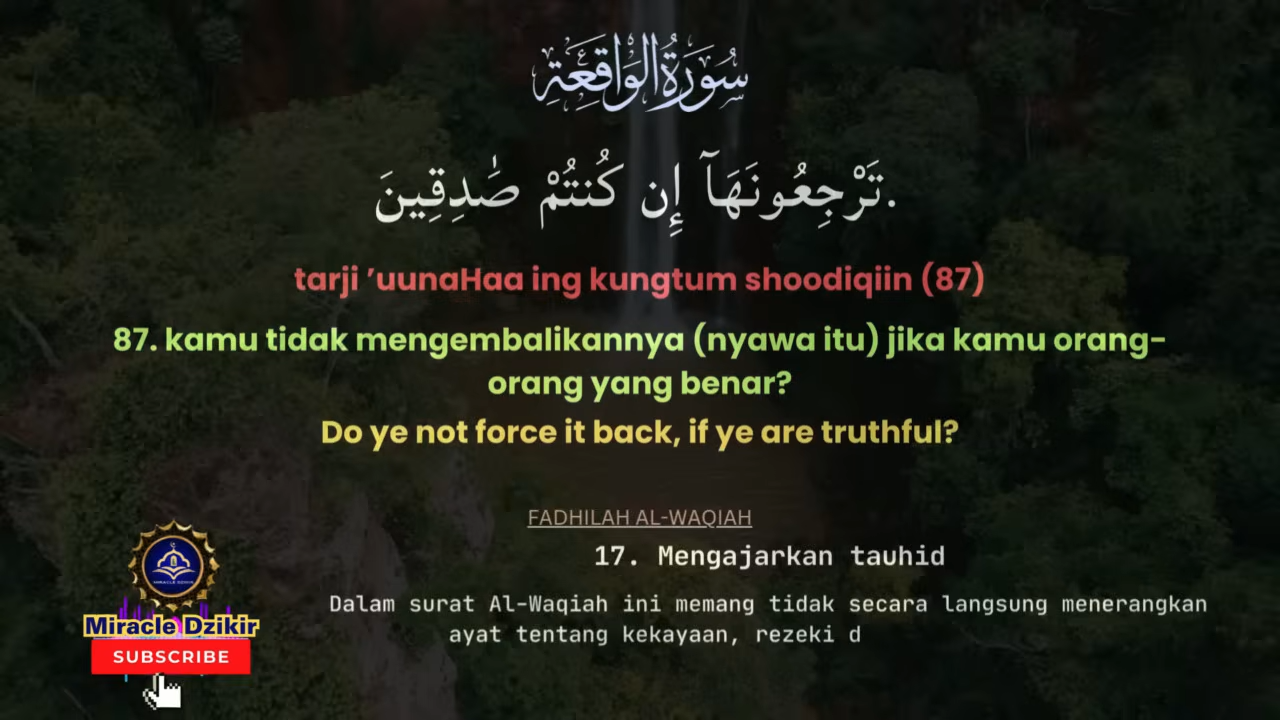 سُورَةُ الْوَاقِعَةِ
تَرْجِعُونَهَآ إِن كُنتُمْ صَٰدِقِينَ.
tarji ’uunaHaa ing kungtum shoodiqiin (87)
87. kamu tidak mengembalikannya (nyawa itu) jika kamu orang-
orang yang benar?
Do ye not force it back, if ye are truthful?
FADHILAH AL-WAQIAH
17. Mengajarkan tauhid
Dalam surat Al-Waqiah ini memang tidak secara langsung menerangkan
ayat tentang kekayaan, rezeki d
MIRACLE DZIKIR
Miracle Dzikir
SUBSCRIBE